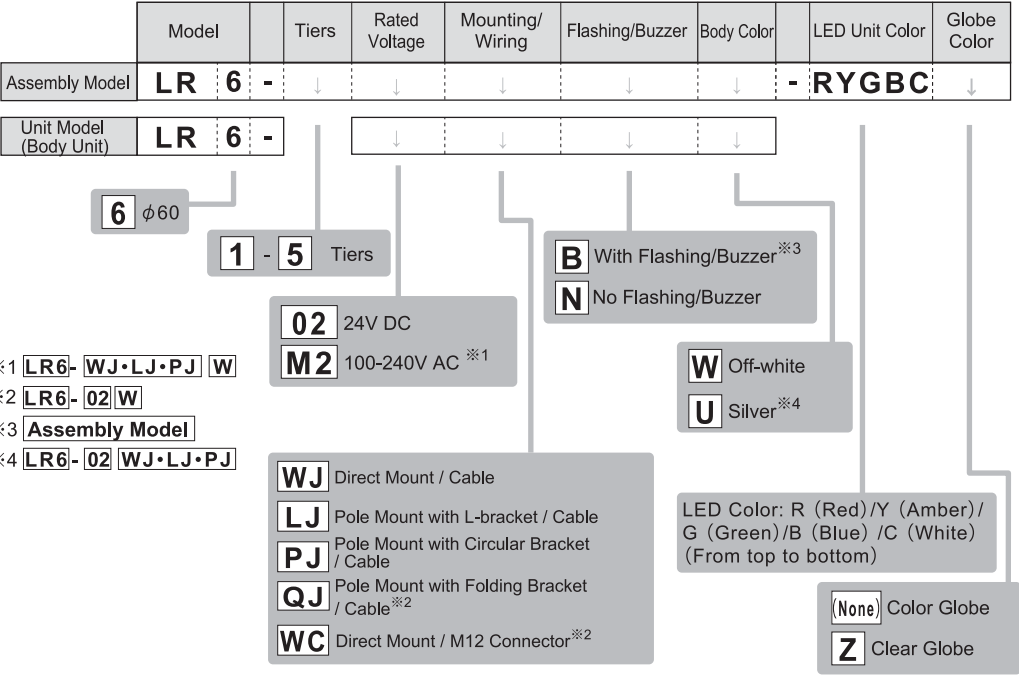 Model Tiers Rated Voltage Mounting/ Wiring Flashing/Buzzer Body Color LED Unit Color Globe Color
Assembly Model LR 6 - ↓ ↓ ↓ ↓ ↓ - RYGBC ↓
Unit Model (Body Unit) LR 6 - ↓ ↓ ↓ ↓
6 φ60
1 - 5 Tiers
B With Flashing/Buzzer※3
N No Flashing/Buzzer
02 24V DC
M2 100-240V AC ※1
W Off-white
U Silver※4
※1 LR6- WJ・LJ・PJ W
※2 LR6- 02 W
※3 Assembly Model
※4 LR6- 02 WJ・LJ・PJ
WJ Direct Mount / Cable
LJ Pole Mount with L-bracket / Cable
PJ Pole Mount with Circular Bracket
/ Cable
QJ Pole Mount with Folding Bracket
/ Cable※2
WC Direct Mount / M12 Connector※2
LED Color: R (Red)/Y (Amber)/
G (Green)/B (Blue) /C (White)
(From top to bottom)
(None) Color Globe
Z Clear Globe